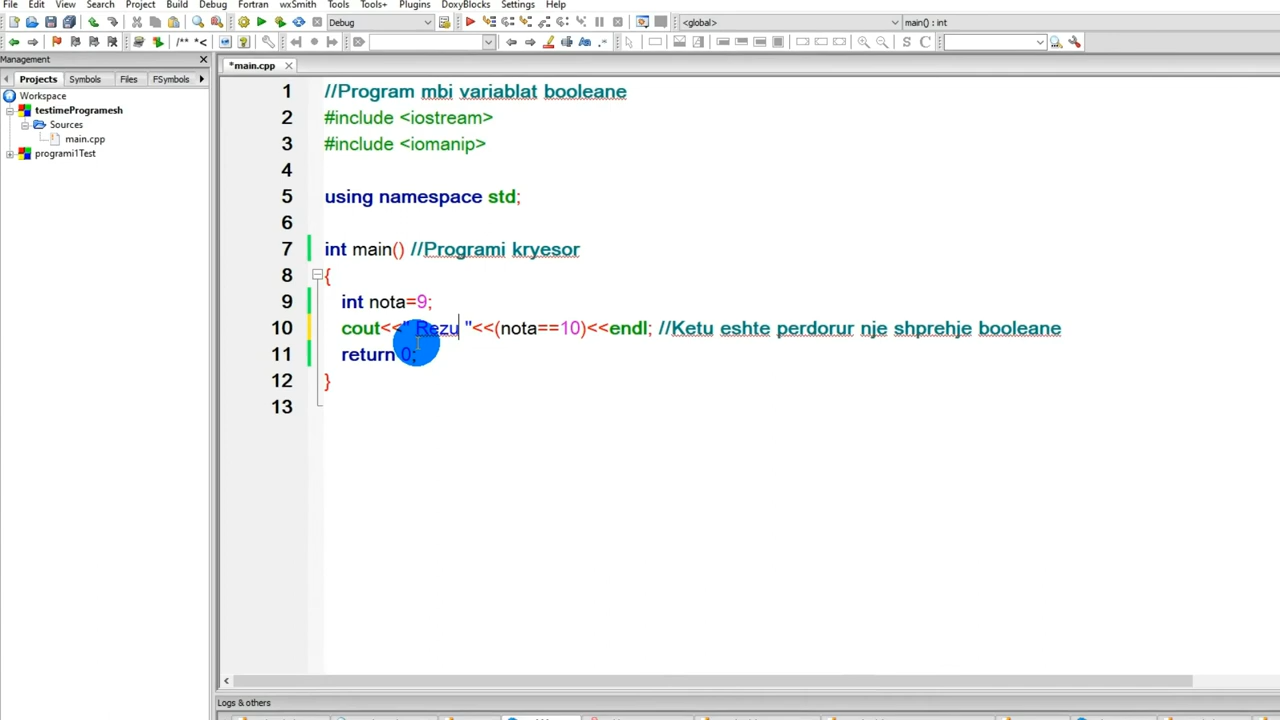 File Edit View Search Project Build Debug Fortran wxSmith Tools Tools+ Plugins DoxyBlocks Settings Help
Debug
<global>
main() : int
/** *<
Management
*main.cpp
Projects Symbols Files FSymbols
Workspace
testimeProgramesh
Sources
main.cpp
programi1Test
1 //Program mbi variablat booleane
2 #include <iostream>
3 #include <iomanip>
4
5 using namespace std;
6
7 int main() //Programi kryesor
8 {
9 int nota=9;
10 cout<<" Rezu "<<(nota==10)<<endl; //Ketu eshte perdorur nje shprehje booleane
11 return 0;
12 }
13
Logs & others